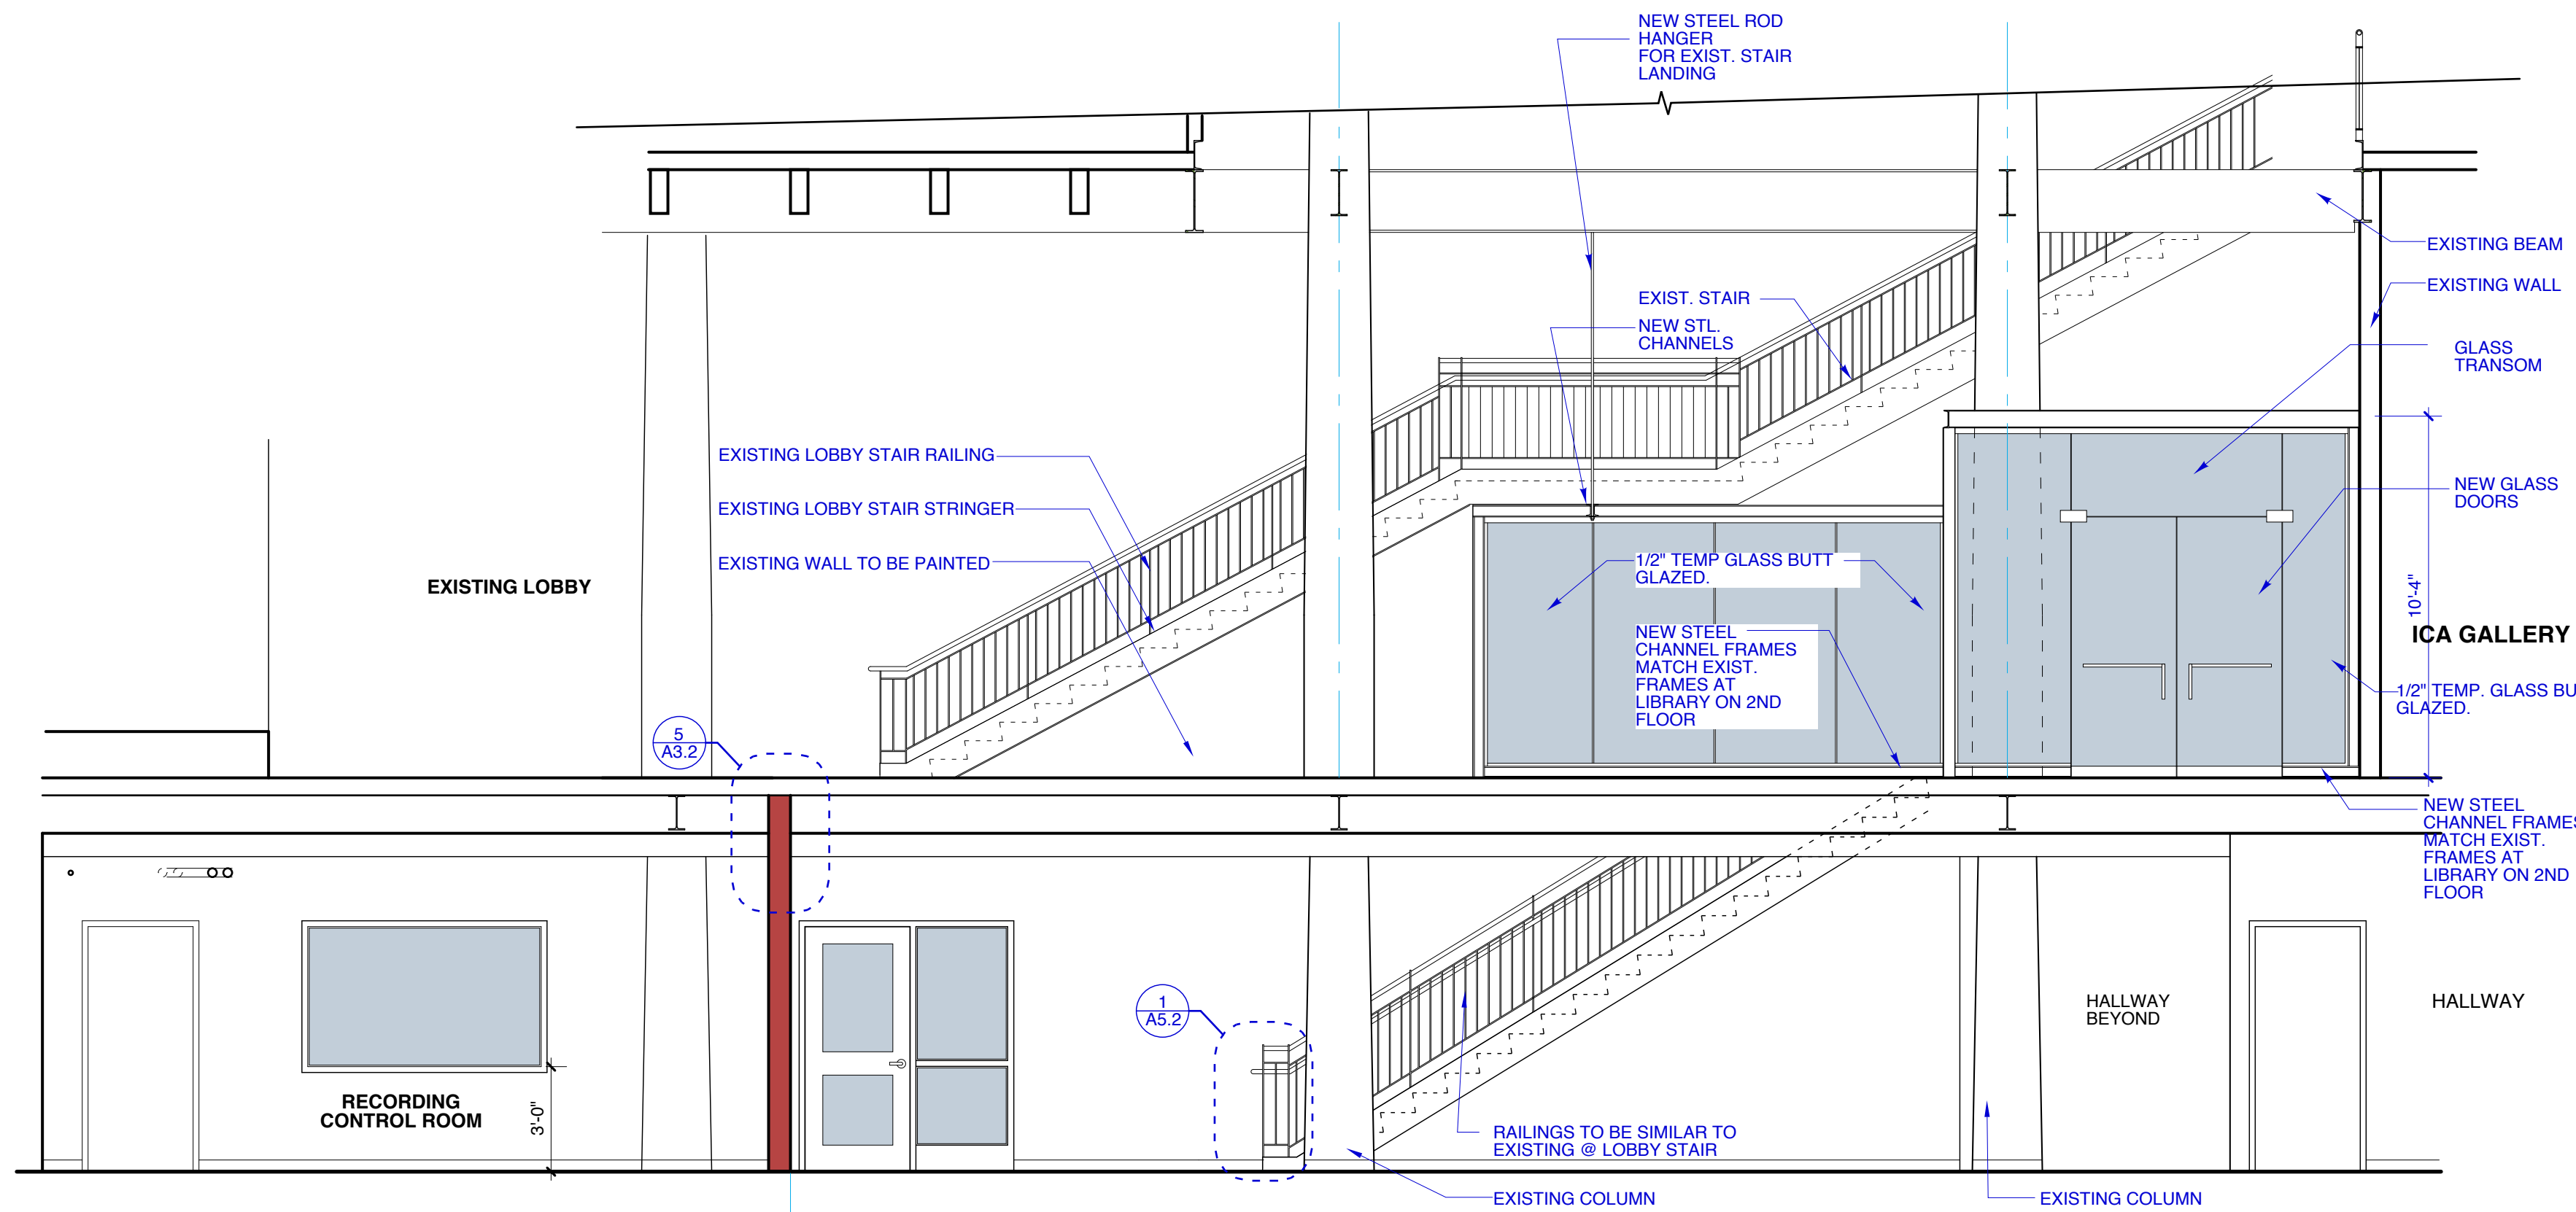 NEW STEEL ROD
HANGER
FOR EXIST. STAIR
LANDING
EXISTING BEAM
EXISTING WALL
EXIST. STAIR
NEW STL.
CHANNELS
GLASS
TRANSOM
EXISTING LOBBY STAIR RAILING
NEW GLASS
DOORS
EXISTING LOBBY STAIR STRINGER
EXISTING WALL TO BE PAINTED
1/2" TEMP GLASS BUTT
GLAZED.
EXISTING LOBBY
10'-4"
NEW STEEL
CHANNEL FRAMES
MATCH EXIST.
FRAMES AT
LIBRARY ON 2ND
FLOOR
ICA GALLERY
1/2" TEMP. GLASS BU
GLAZED.
5
A3.2
NEW STEEL
CHANNEL FRAMES
MATCH EXIST.
FRAMES AT
LIBRARY ON 2ND
FLOOR
1
A5.2
HALLWAY
BEYOND
HALLWAY
RECORDING
CONTROL ROOM
3'-0"
RAILINGS TO BE SIMILAR TO
EXISTING @ LOBBY STAIR
EXISTING COLUMN
EXISTING COLUMN